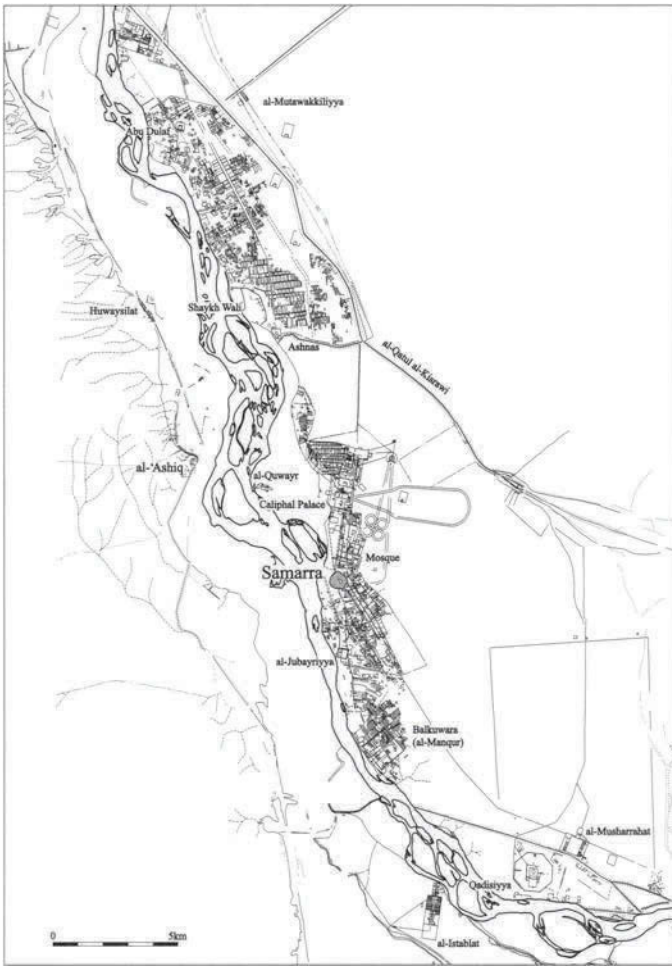 al-Mutawakkiliyya
Abu Dulaf
Huwaysilat
Shaykh Wali
Ashnas
al-Qatul al-Kisrawi
al-'Ashiq
al-Quwayr
Caliphal Palace
Mosque
Samarra
al-Jubayriyya
Balkuwara
(al-Manqur)
al-Musharrahat
Qadisiyya
al-Istablat
0 5km